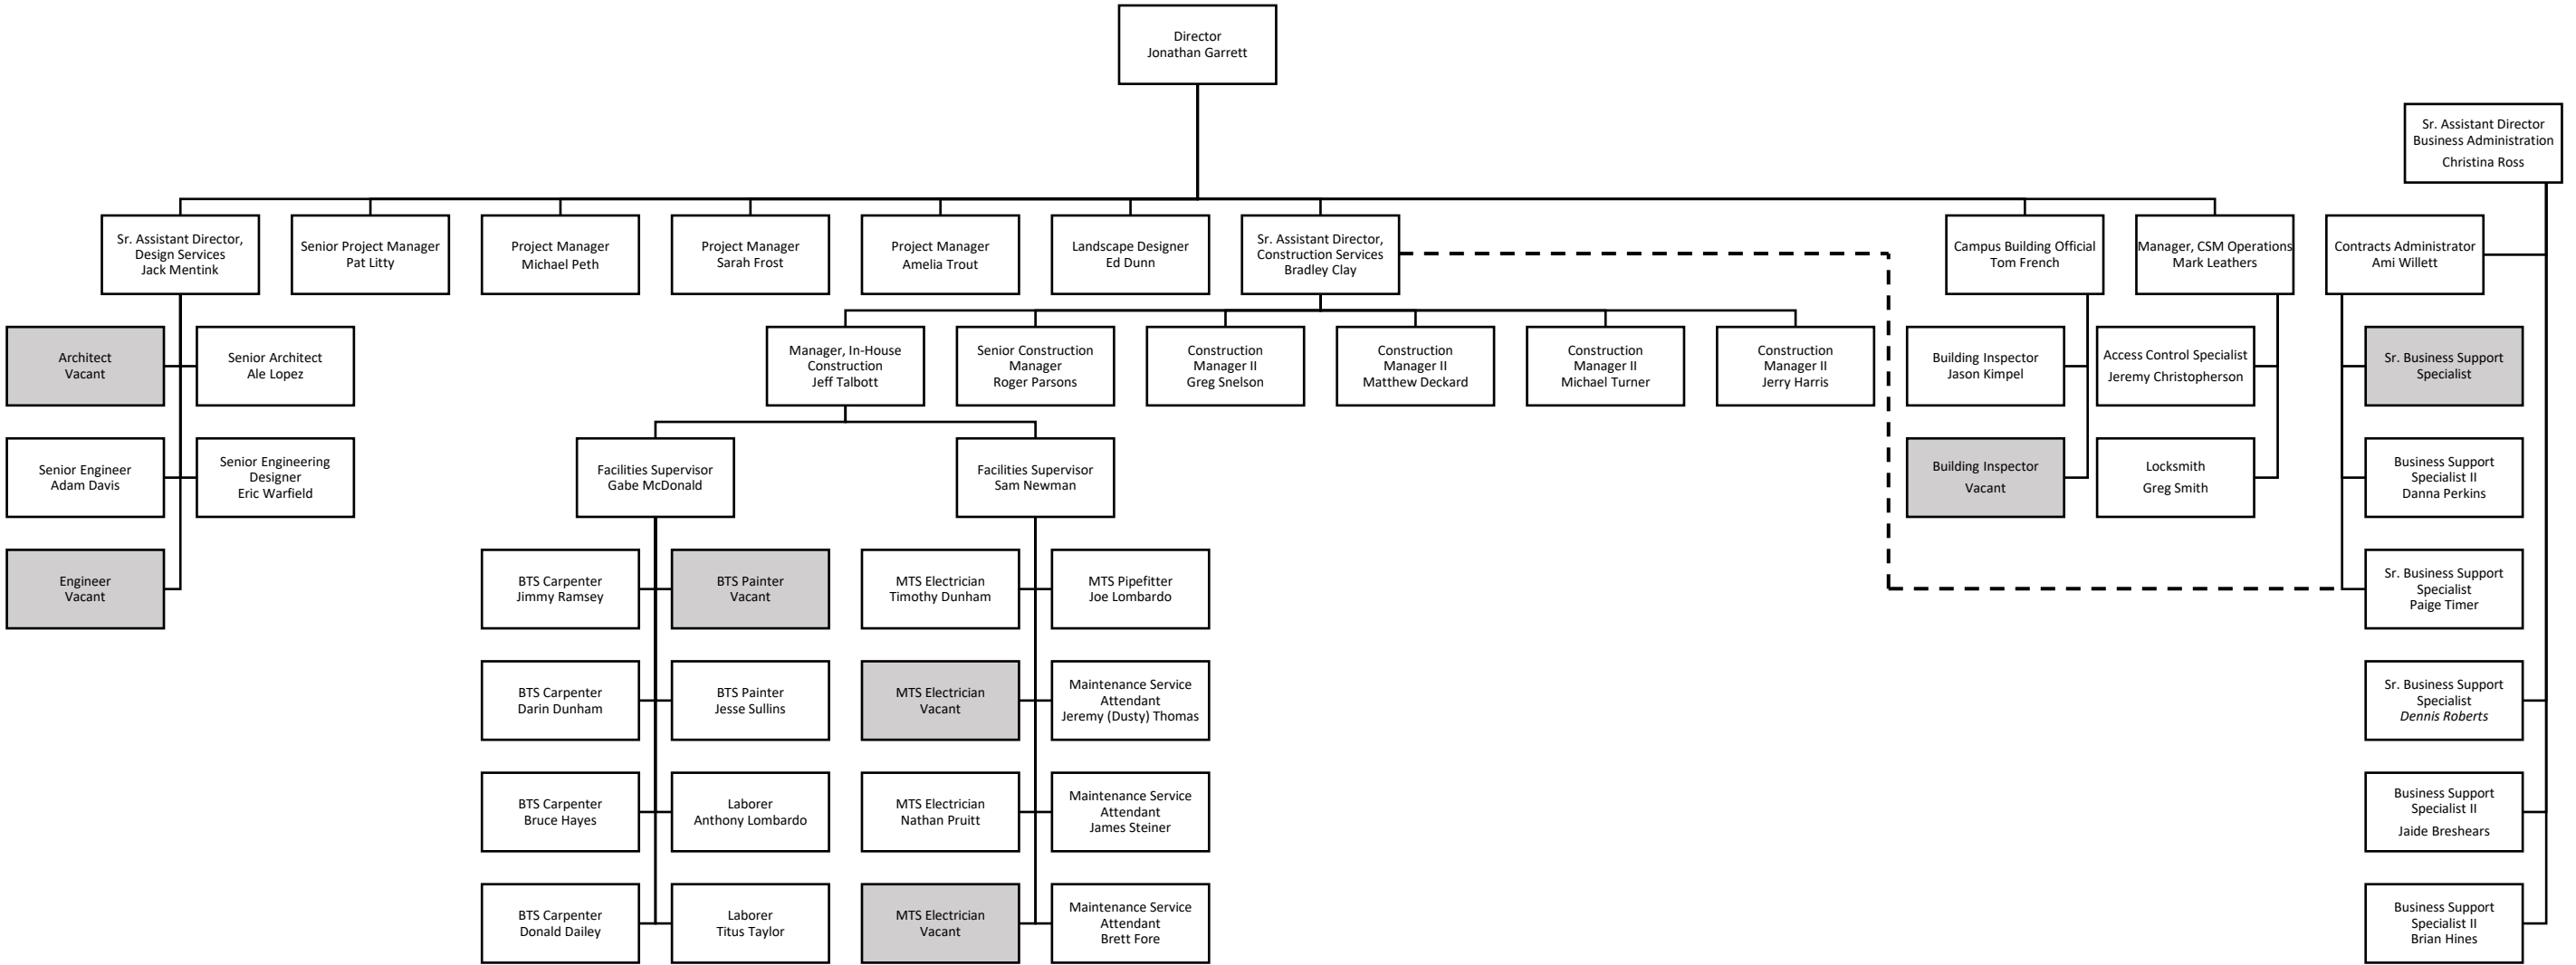 Director
Jonathan Garrett
Sr. Assistant Director
Business Administration
Christina Ross
Sr. Assistant Director,
Design Services
Jack Mentink
Senior Project Manager
Pat Litty
Project Manager
Michael Peth
Project Manager
Sarah Frost
Project Manager
Amelia Trout
Landscape Designer
Ed Dunn
Sr. Assistant Director,
Construction Services
Bradley Clay
Campus Building Official
Tom French
Manager, CSM Operations
Mark Leathers
Contracts Administrator
Ami Willett
Architect
Vacant
Senior Architect
Ale Lopez
Manager, In-House
Construction
Jeff Talbott
Senior Construction
Manager
Roger Parsons
Construction
Manager II
Greg Snelson
Construction
Manager II
Matthew Deckard
Construction
Manager II
Michael Turner
Construction
Manager II
Jerry Harris
Building Inspector
Jason Kimpel
Access Control Specialist
Jeremy Christopherson
Sr. Business Support
Specialist
Senior Engineer
Adam Davis
Senior Engineering
Designer
Eric Warfield
Facilities Supervisor
Gabe McDonald
Facilities Supervisor
Sam Newman
Building Inspector
Vacant
Locksmith
Greg Smith
Business Support
Specialist II
Danna Perkins
Engineer
Vacant
BTS Carpenter
Jimmy Ramsey
BTS Painter
Vacant
MTS Electrician
Timothy Dunham
MTS Pipefitter
Joe Lombardo
Sr. Business Support
Specialist
Paige Timer
BTS Carpenter
Darin Dunham
BTS Painter
Jesse Sullins
MTS Electrician
Vacant
Maintenance Service
Attendant
Jeremy (Dusty) Thomas
Sr. Business Support
Specialist
Dennis Roberts
BTS Carpenter
Bruce Hayes
Laborer
Anthony Lombardo
MTS Electrician
Nathan Pruitt
Maintenance Service
Attendant
James Steiner
Business Support
Specialist II
Jaide Breshears
BTS Carpenter
Donald Dailey
Laborer
Titus Taylor
MTS Electrician
Vacant
Maintenance Service
Attendant
Brett Fore
Business Support
Specialist II
Brian Hines